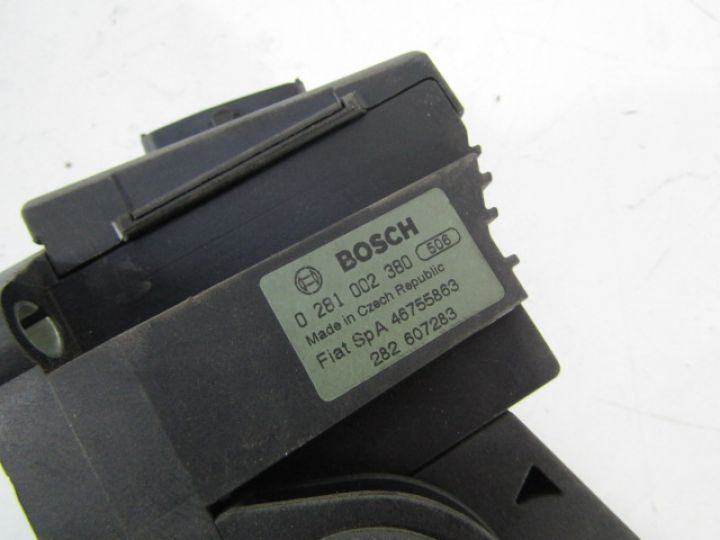 BOSCH
0 281 002 380 506
Made in Czech Republic
Fiat SpA 46755863
282 607283